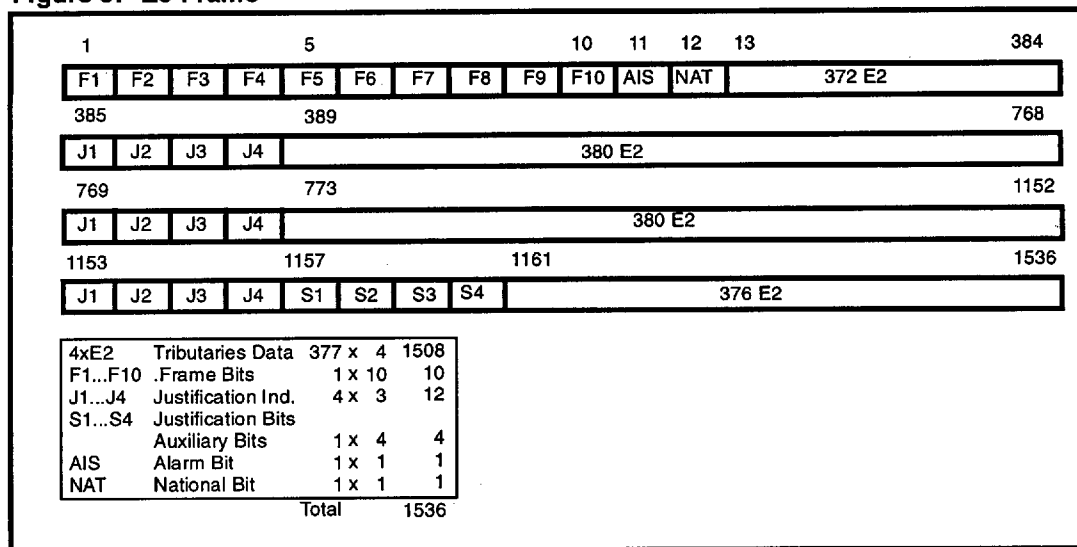 1 5 10 11 12 13 384
F1 F2 F3 F4 F5 F6 F7 F8 F9 F10 AIS NAT 372 E2
385 389 768
J1 J2 J3 J4 380 E2
769 773 1152
J1 J2 J3 J4 380 E2
1153 1157 1161 1536
J1 J2 J3 J4 S1 S2 S3 S4 376 E2
4xE2 Tributaries Data 377 x 4 1508
F1...F10 .Frame Bits 1 x 10 10
J1...J4 Justification Ind. 4 x 3 12
S1...S4 Justification Bits
Auxiliary Bits 1 x 4 4
AIS Alarm Bit 1 x 1 1
NAT National Bit 1 x 1 1
Total 1536